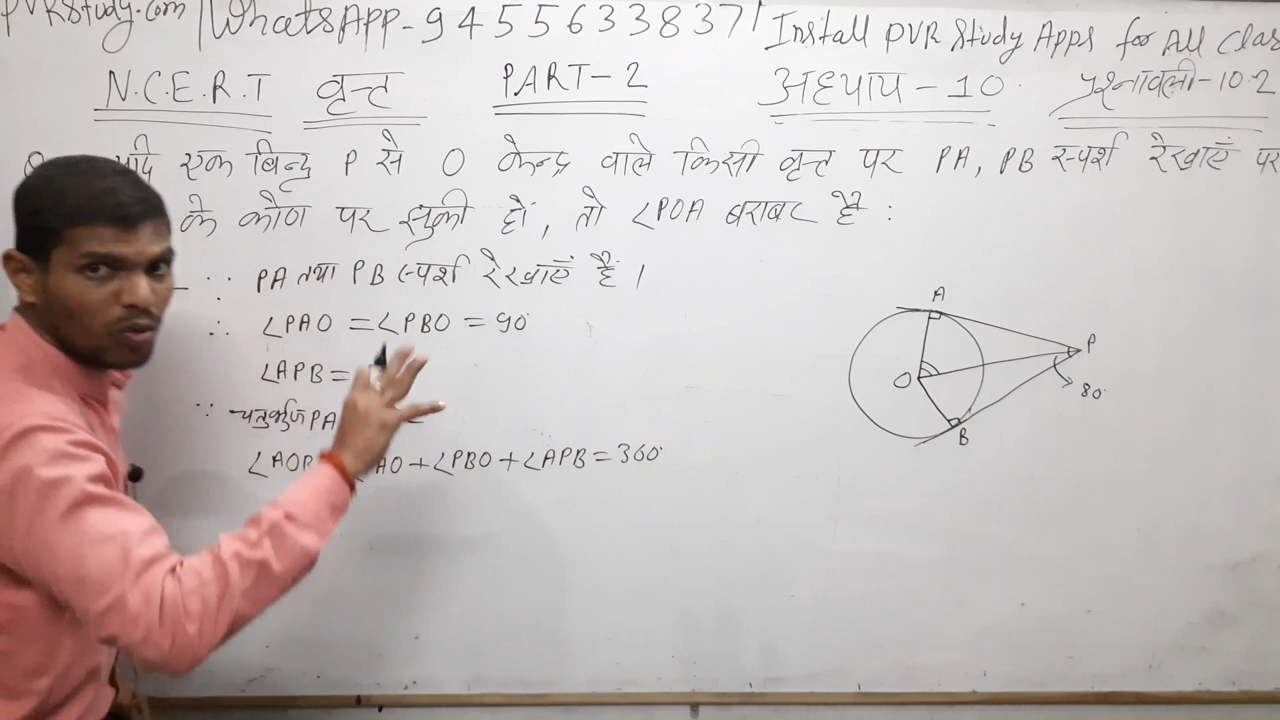 PVRStudy.com | WhatsApp-9455633837 | Install PVR Study Apps for All Clas
N.C.E.R.T वृत्त PART-2 अध्याय-10. प्रश्नावली-10.2
एक बिन्दु P से O केन्द्र वाले किसी वृत्त पर PA, PB स्पर्श रेखाएँ पर
के कोण पर झुकी हों, तो ∠POA बराबर है :
∵ PA तथा PB स्पर्श रेखाएँ हैं।
∴ ∠PAO = ∠PBO = 90°
∠APB =
∵ चतुर्भुज PA
∠AO AO + ∠PBO + ∠APB = 360°
A
P
O
80°
B